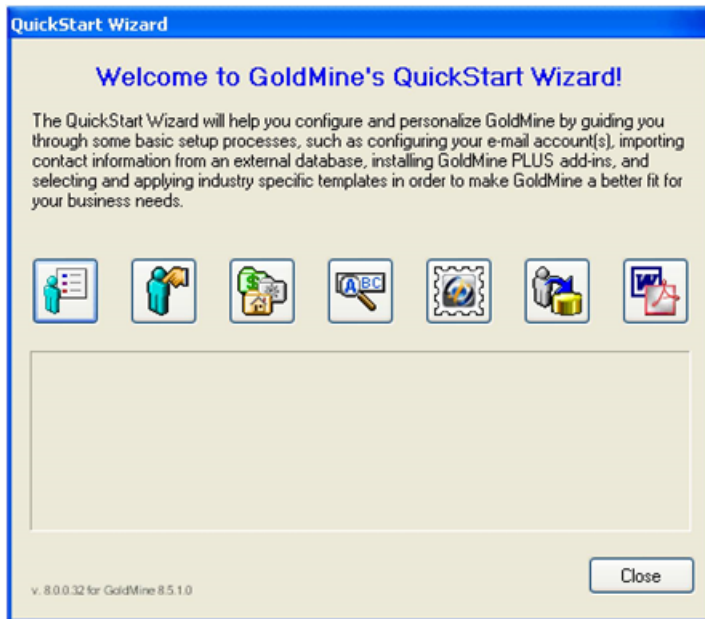 QuickStart Wizard
Welcome to GoldMine's QuickStart Wizard!
The QuickStart Wizard will help you configure and personalize GoldMine by guiding you
through some basic setup processes, such as configuring your e-mail account(s), importing
contact information from an external database, installing GoldMine PLUS add-ins, and
selecting and applying industry specific templates in order to make GoldMine a better fit for
your business needs.
ABC
W
Close
v. 8.0.0.32 for GoldMine 8.5.1.0